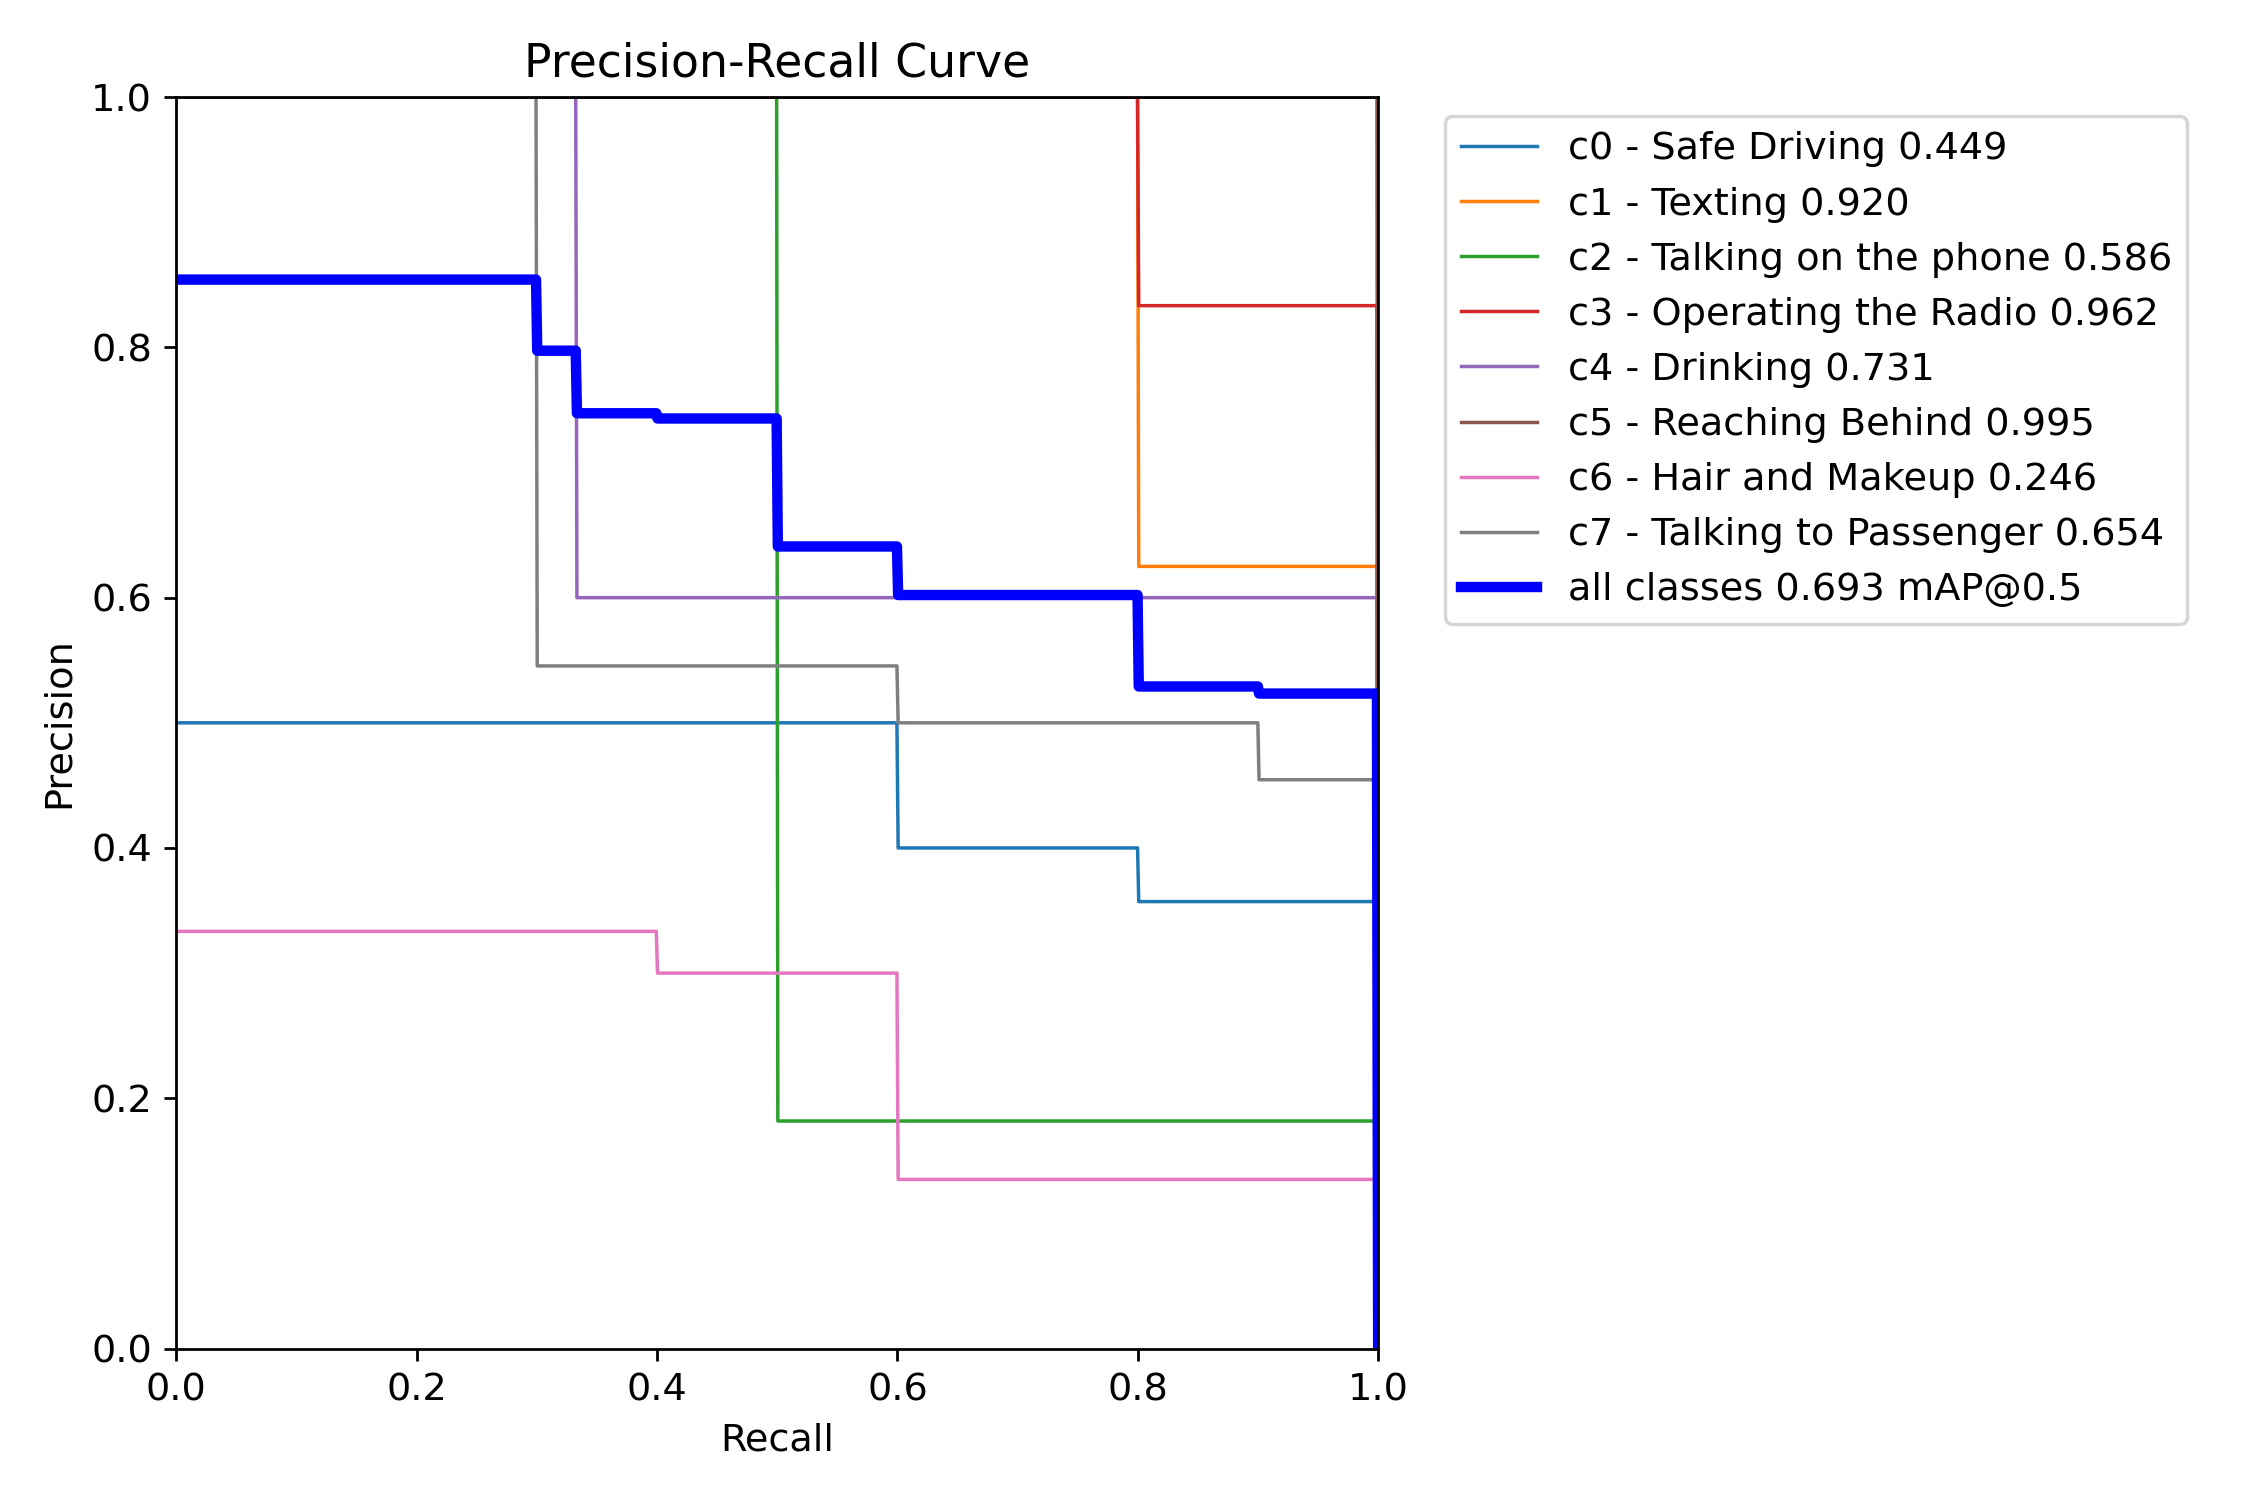 Precision-Recall Curve
1.0
0.8
0.6
0.4
0.2
0.0
Precision
0.0 0.2 0.4 0.6 0.8 1.0
Recall
c0 - Safe Driving 0.449
c1 - Texting 0.920
c2 - Talking on the phone 0.586
c3 - Operating the Radio 0.962
c4 - Drinking 0.731
c5 - Reaching Behind 0.995
c6 - Hair and Makeup 0.246
c7 - Talking to Passenger 0.654
all classes 0.693 mAP@0.5